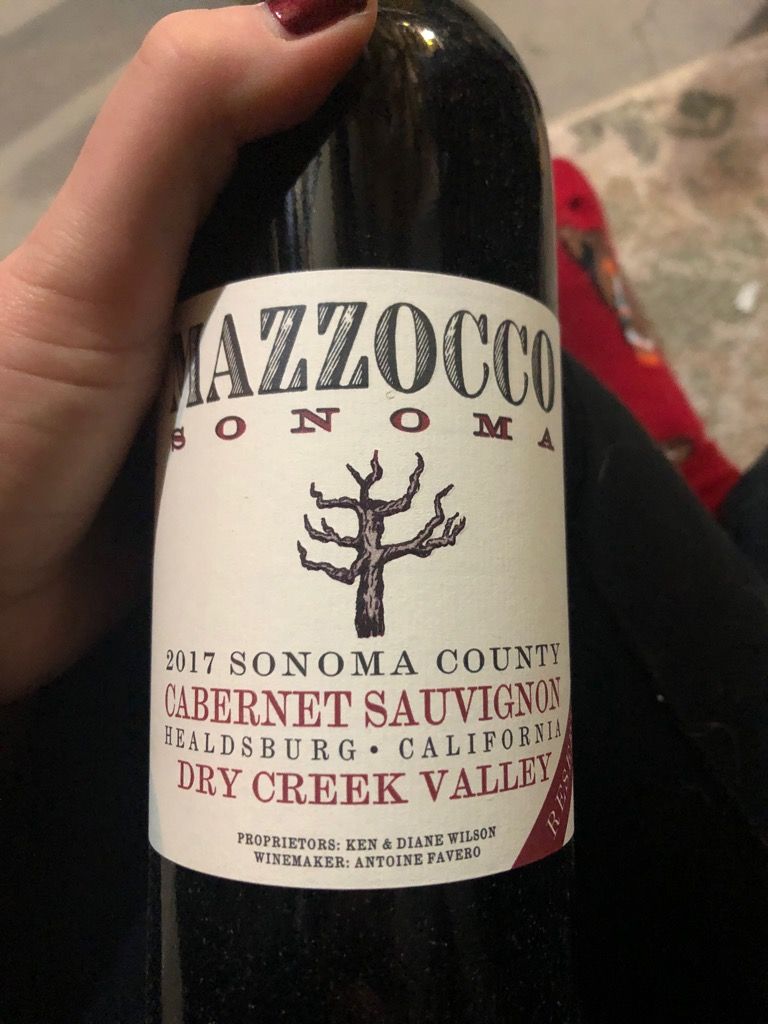 MAZZOCCO
SONOMA
2017 SONOMA COUNTY
CABERNET SAUVIGNON
HEALDSBURG • CALIFORNIA
DRY CREEK VALLEY
PROPRIETORS: KEN & DIANE WILSON
WINEMAKER: ANTOINE FAVERO